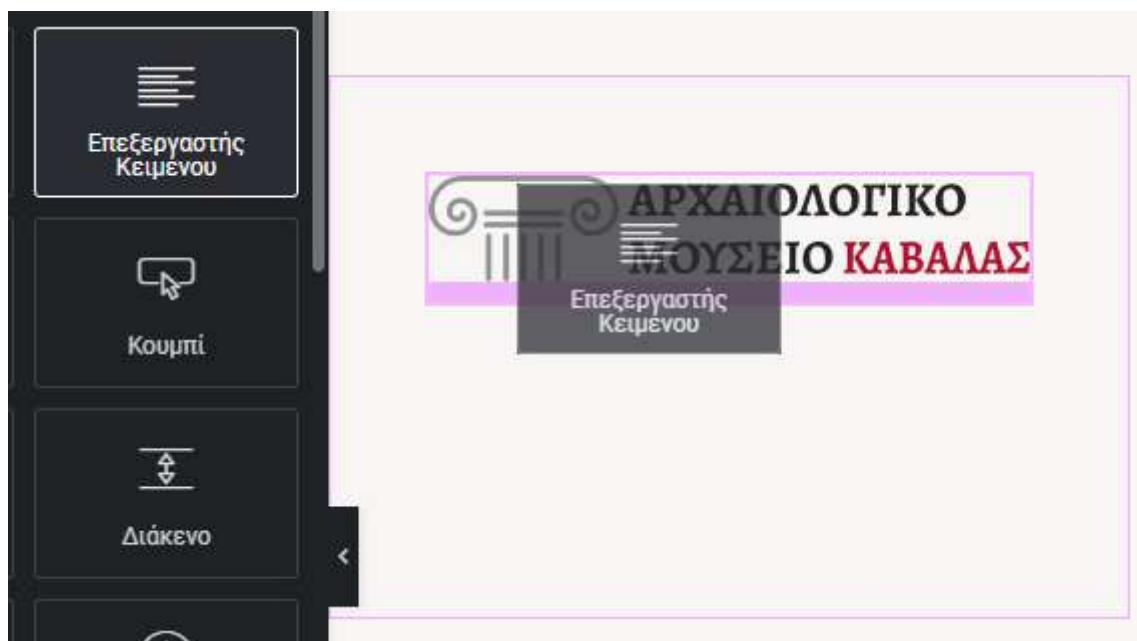 Επεξεργαστής
Κειμένου
Κουμπί
Διάκενο
ΑΡΧΑΙΟΛΟΓΙΚΟ
ΜΟΥΣΕΙΟ ΚΑΒΑΛΑΣ
Επεξεργαστής
Κειμένου